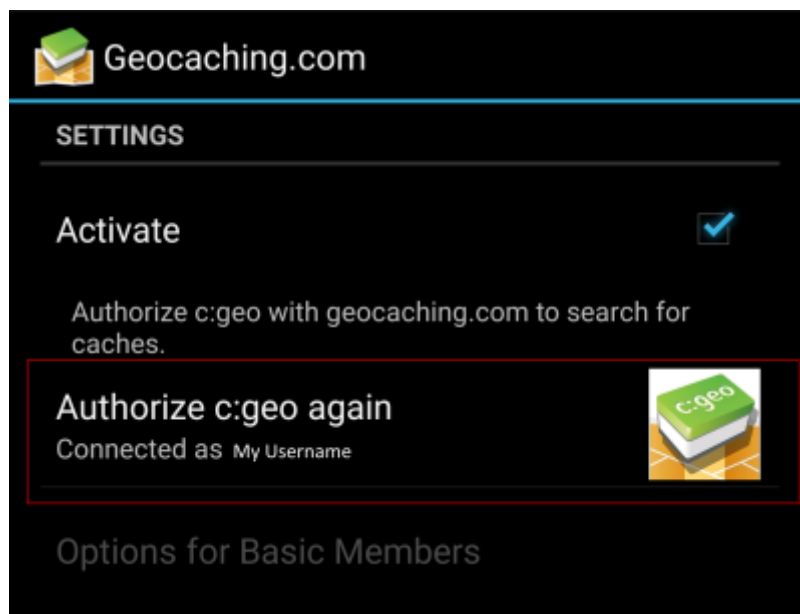 Geocaching.com
SETTINGS
Activate
Authorize c:geo with geocaching.com to search for
caches.
Authorize c:geo again
c:geo
Connected as My Username
Options for Basic Members